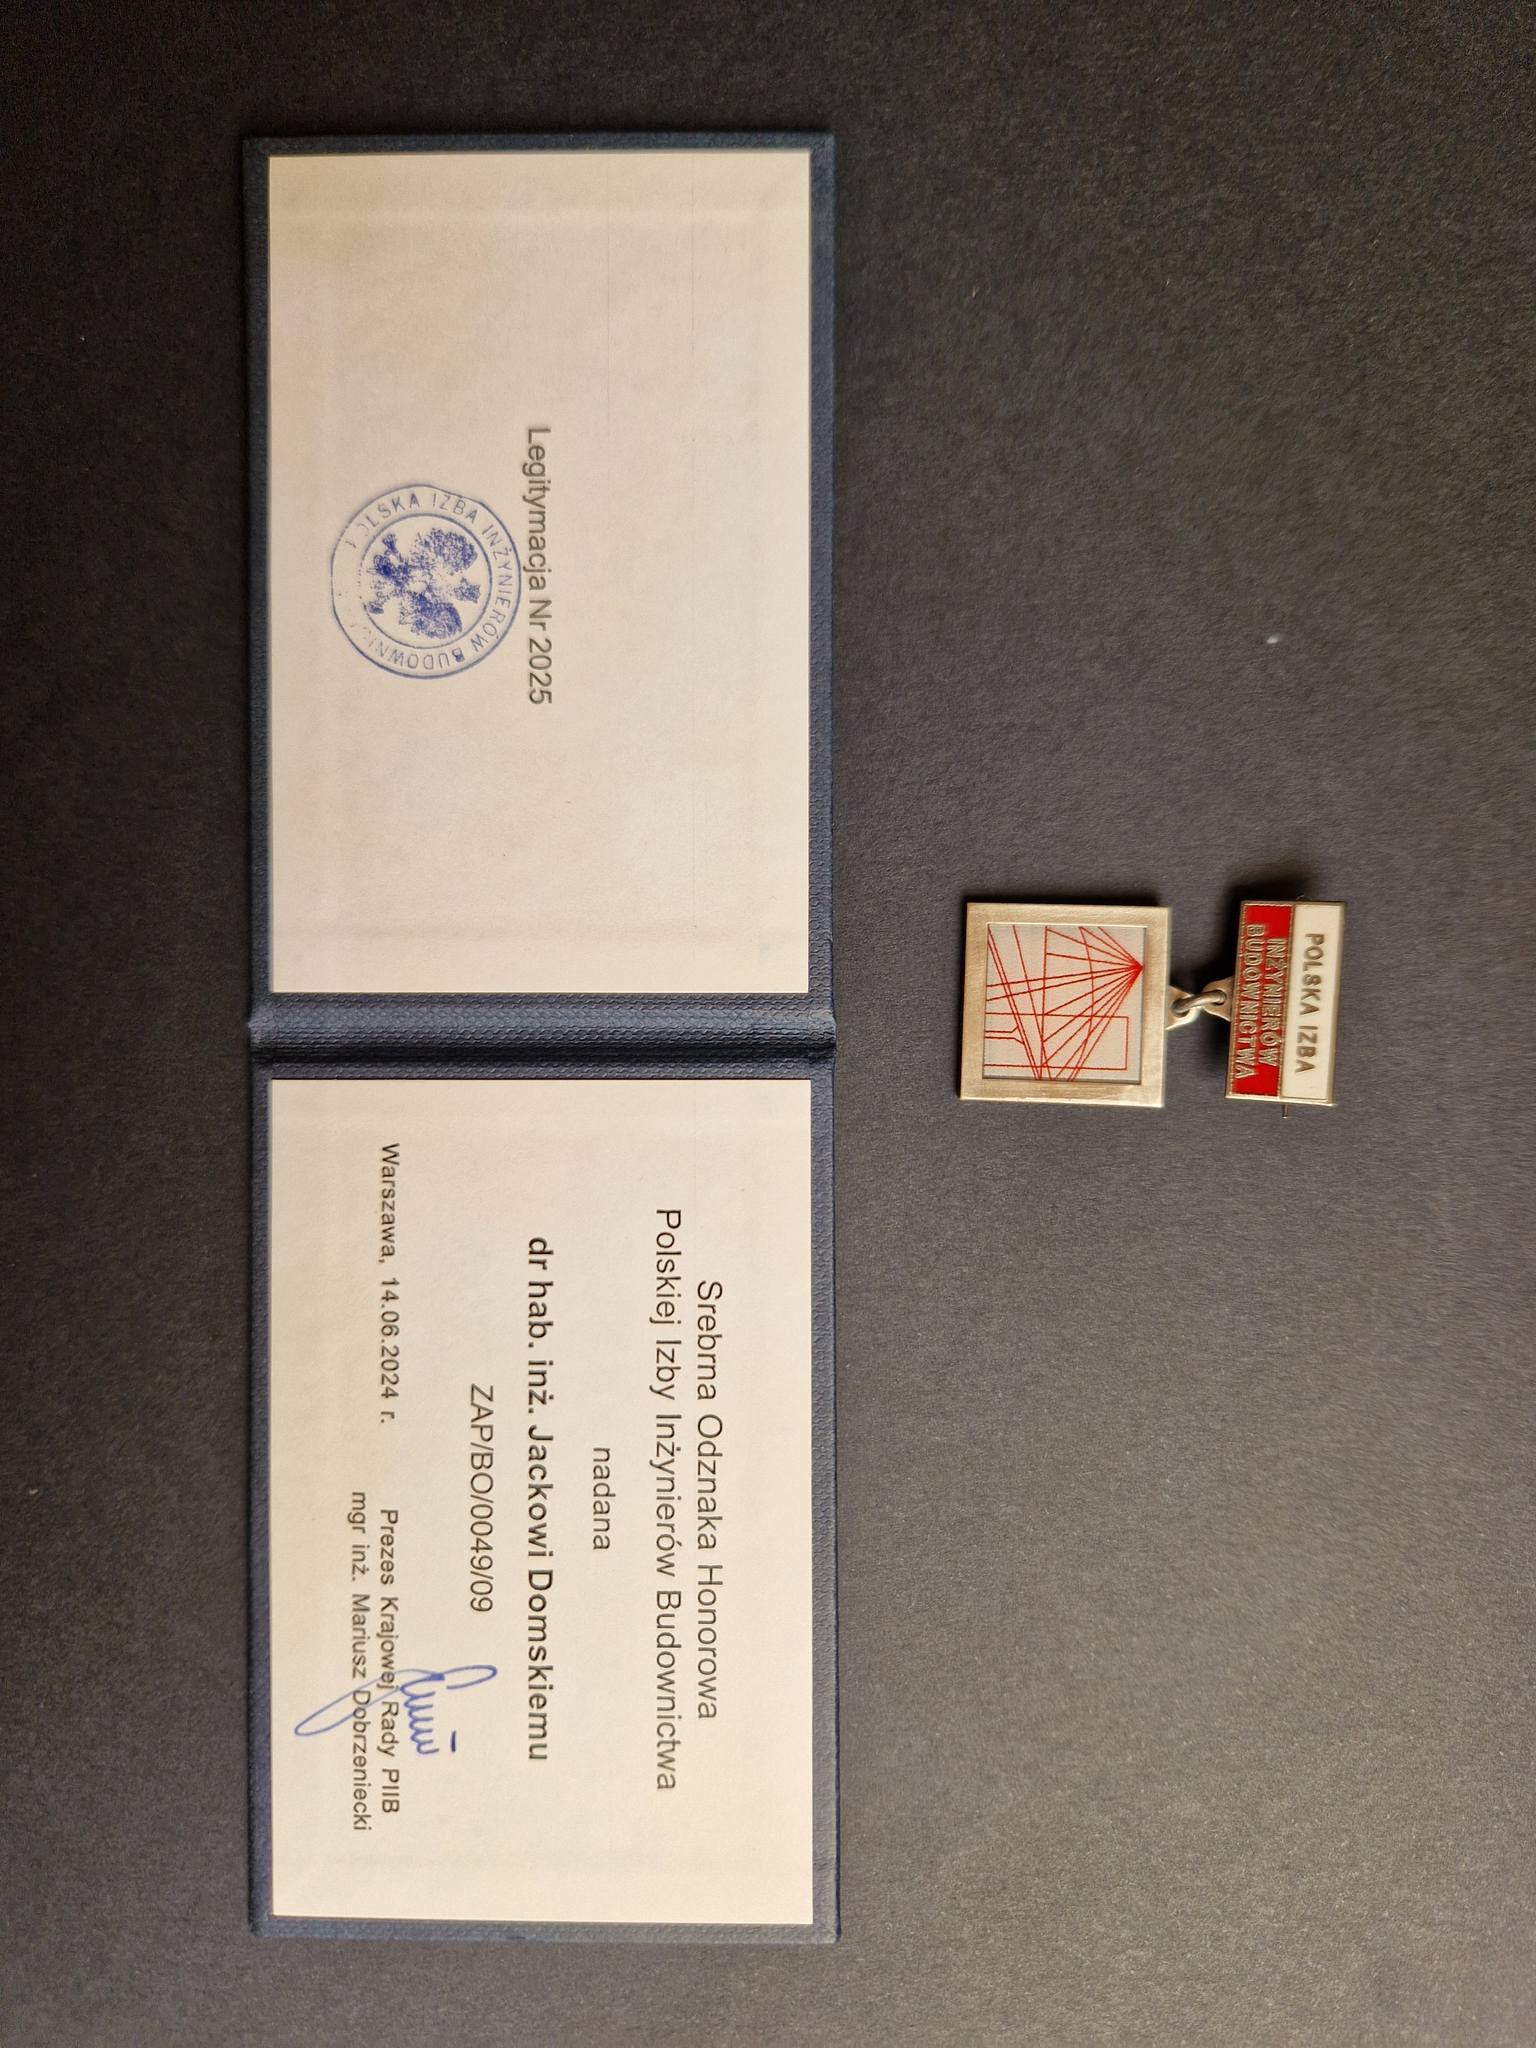 POLSKA IZBA
INŻYNIERÓW
BUDOWNICTWA
Legitymacja Nr 2025
POLSKA IZBA INŻYNIERÓW
Srebrna Odznaka Honorowa
Polskiej Izby Inżynierów Budownictwa
nadana
dr hab. inż. Jackowi Domskiemu
ZAP/BO/0049/09
Warszawa, 14.06.2024 r.
Prezes Krajowej Rady PIIB
mgr inż. Mariusz Dobrzeniecki